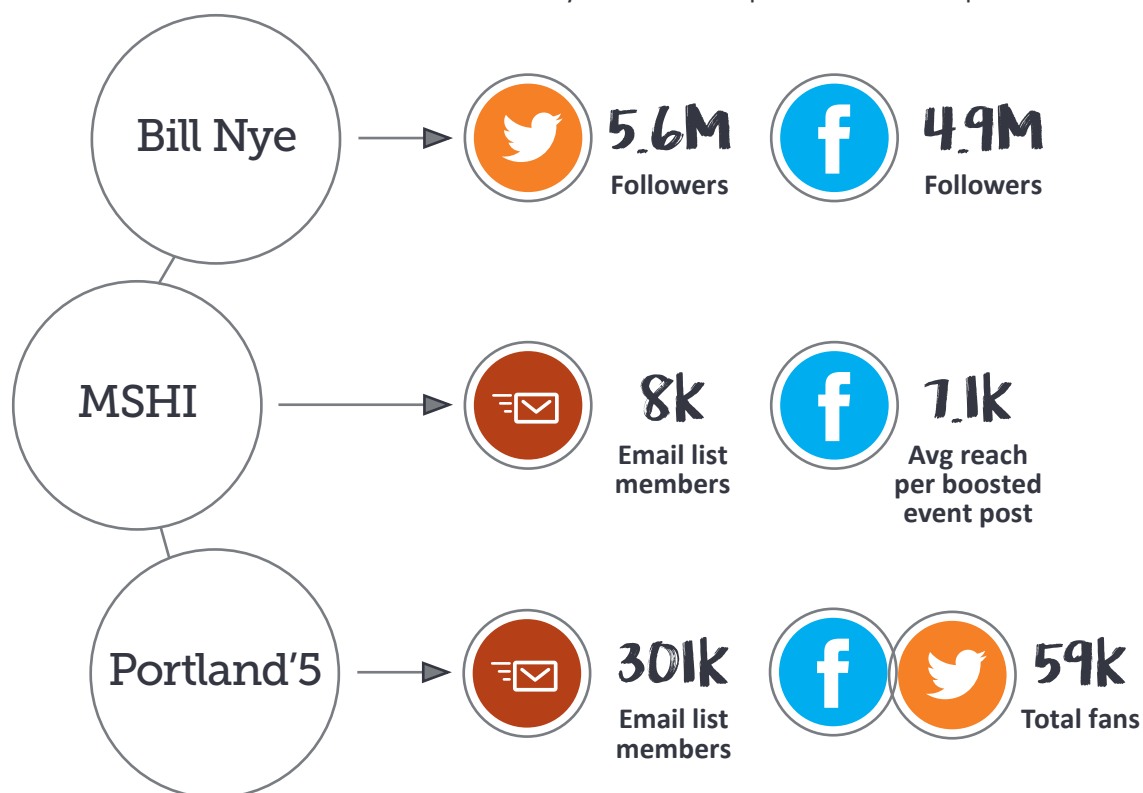 Bill Nye
5.6M
Followers
4.9M
Followers
MSHI
8k
Email list
members
7.1k
Avg reach
per boosted
event post
Portland'5
301k
Email list
members
59k
Total fans